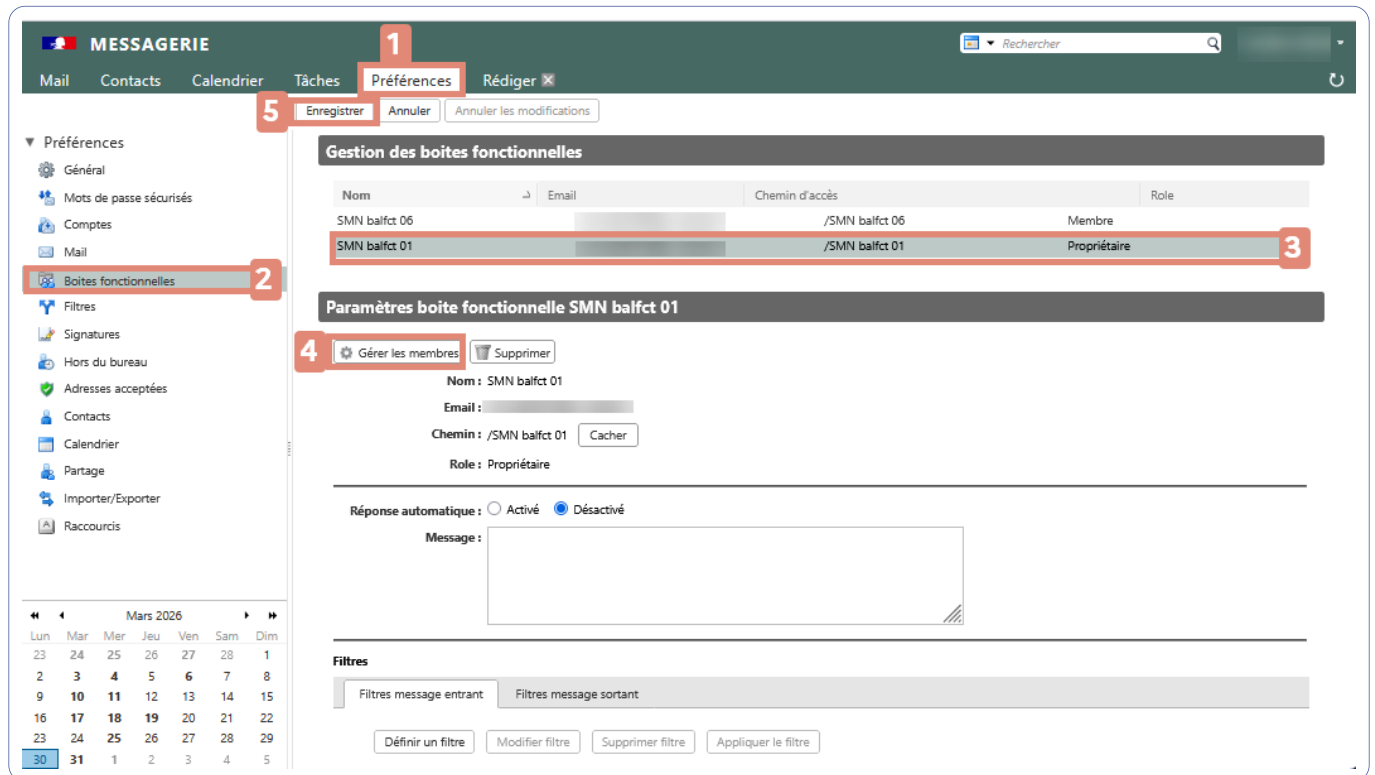 MESSAGERIE
1
Rechercher
Mail Contacts Calendrier Tâches Préférences Rédiger
5 Enregistrer Annuler Annuler les modifications
Préférences
Général
Mots de passe sécurisés
Comptes
Mail
Boites fonctionnelles 2
Filtres
Signatures
Hors du bureau
Adresses acceptées
Contacts
Calendrier
Partage
Importer/Exporter
Raccourcis
Gestion des boites fonctionnelles
Nom Email Chemin d'accès Role
SMN balfct 06 /SMN balfct 06 Membre
SMN balfct 01 /SMN balfct 01 Propriétaire 3
Paramètres boite fonctionnelle SMN balfct 01
4 Gérer les membres Supprimer
Nom : SMN balfct 01
Email :
Chemin : /SMN balfct 01 Cacher
Role : Propriétaire
Réponse automatique : Activé Désactivé
Message :
Filtres
Filtres message entrant Filtres message sortant
Définir un filtre Modifier filtre Supprimer filtre Appliquer le filtre
Mars 2026
Lun Mar Mer Jeu Ven Sam Dim
23 24 25 26 27 28 1
2 3 4 5 6 7 8
9 10 11 12 13 14 15
16 17 18 19 20 21 22
23 24 25 26 27 28 29
30 31 1 2 3 4 5